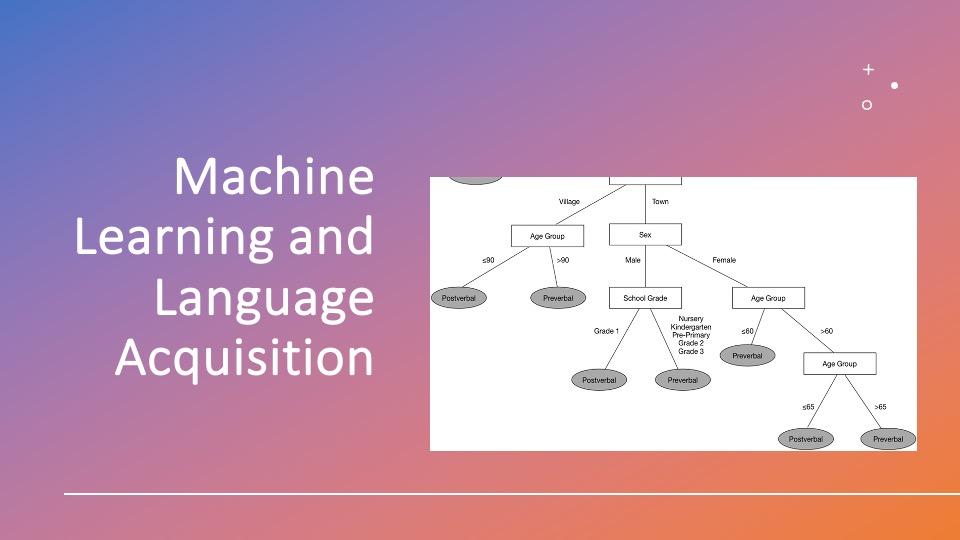 Machine
Learning and
Language
Acquisition
Village
Town
Age Group
Sex
≤90
>90
Male
Female
Postverbal
Preverbal
School Grade
Age Group
Grade 1
Nursery
Kindergarten
Pre-Primary
Grade 2
Grade 3
≤60
>60
Preverbal
Age Group
Postverbal
Preverbal
≤65
>65
Postverbal
Preverbal